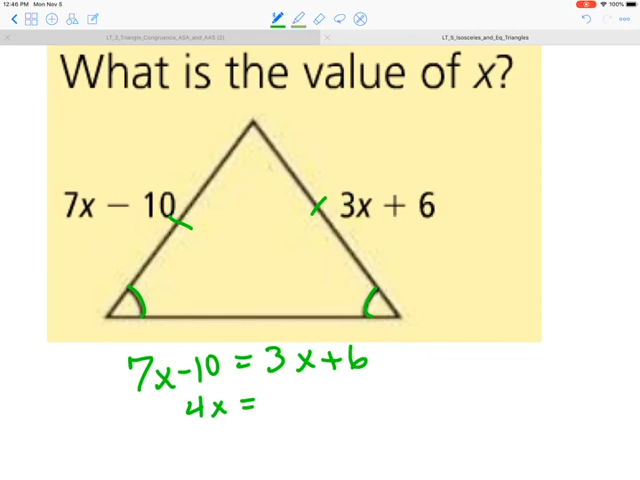 12:46 PM Mon Nov 5
LT_3_Triangle_Congruence_ASA_and_AAS (2)
LT_5_Isosceles_and_Eq_Triangles
What is the value of x?
7x − 10
3x + 6
7x-10 = 3x+6
4x =